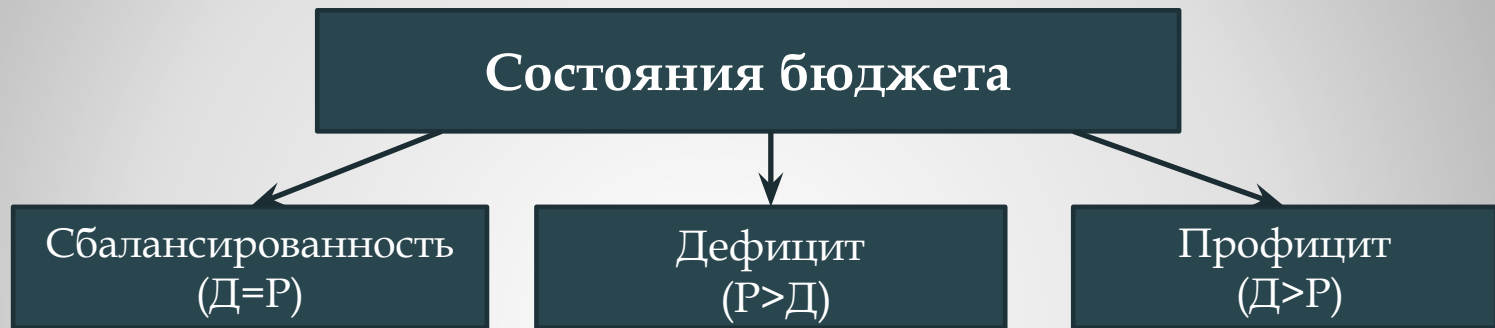 Состояния бюджета
Сбалансированность
(Д=Р)
Дефицит
(Р>Д)
Профицит
(Д>Р)